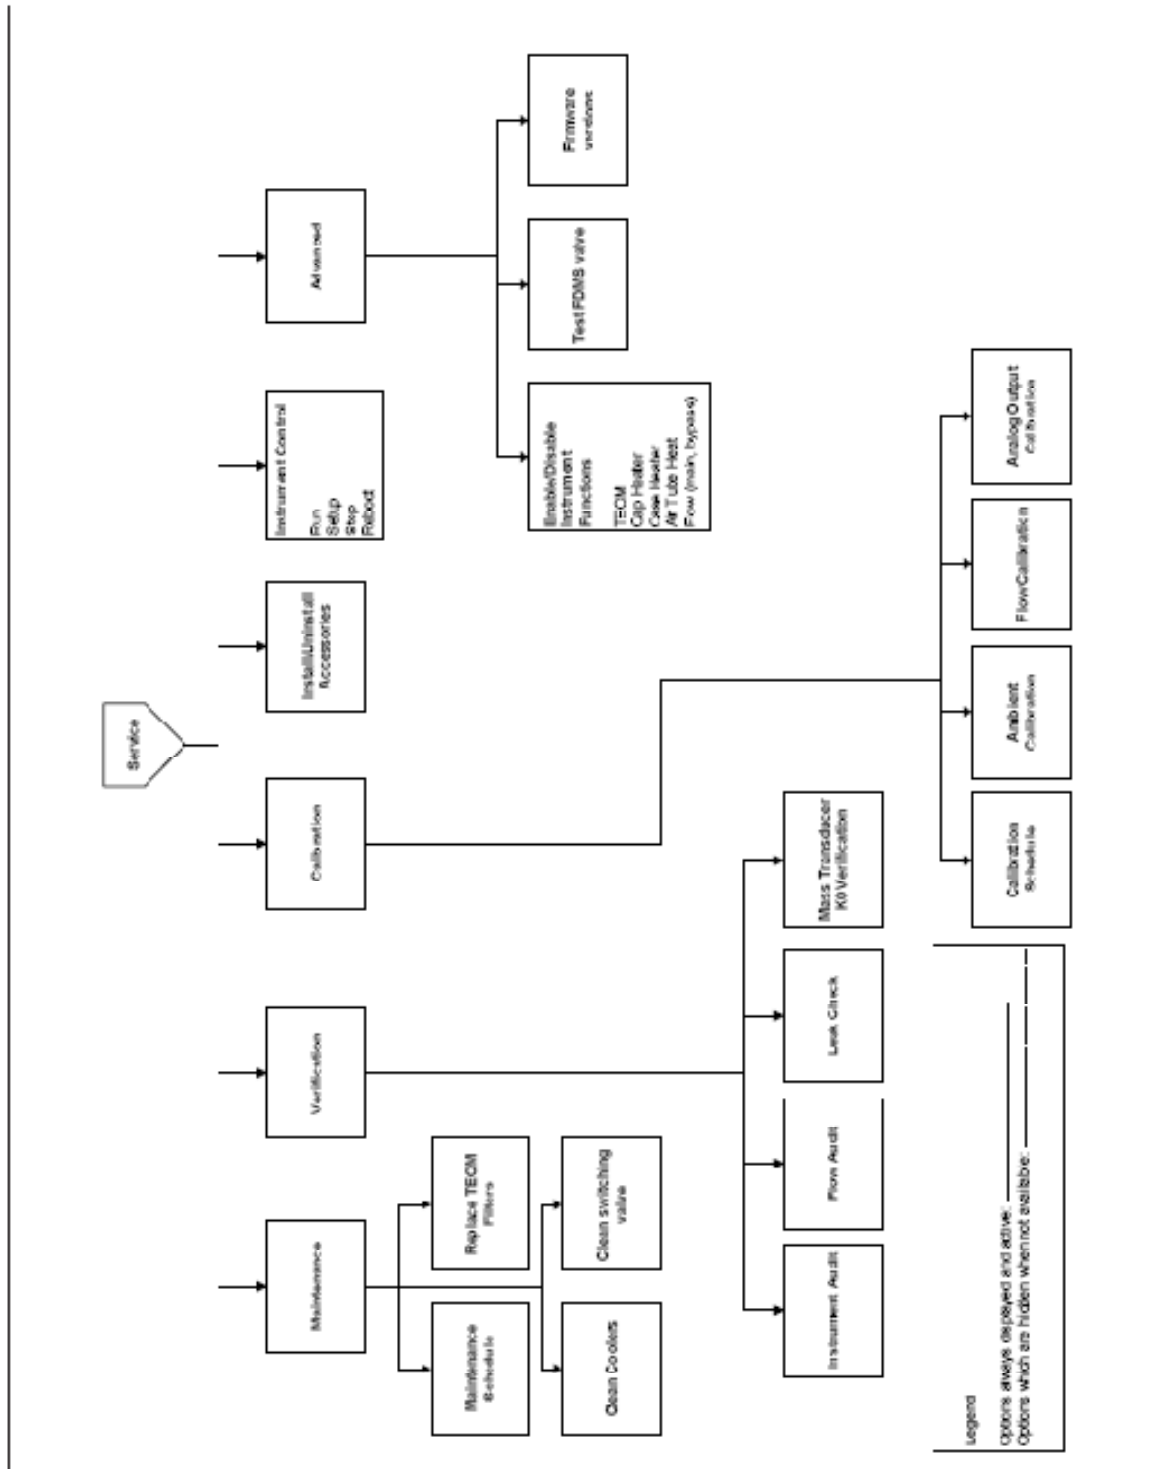 Service
Maintenance
Verification
Calibration
Install/Uninstall
Accessories
Instrument Control
Run
Setup
Stop
Reboot
Advanced
Maintenance
Schedule
Replace TECM
Filters
Clean Coolers
Clean switching
valve
Instrument Audit
Flow Audit
Leak Check
Mass Transducer
K0 Verification
Calibration
Schedule
Ambient
Calibration
Flow Calibration
Analog Output
Calibration
Enable/Disable
Instrument
Functions
TECM
Cap Heater
Case Heater
Air Tube Heat
Flow (main, bypass)
Test FDMS valve
Firmware
versions
Legend
Options always displayed and active:
Options which are hidden when not available: